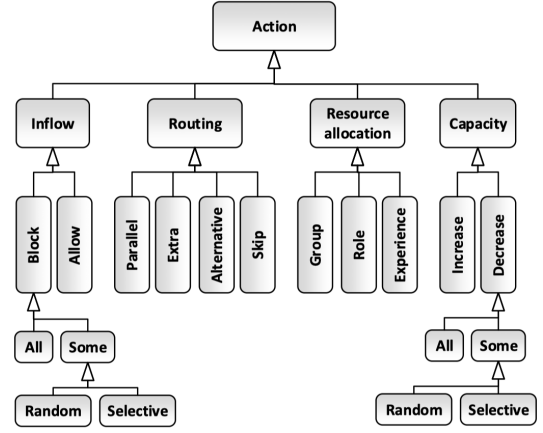 Action
Inflow
Routing
Resource
allocation
Capacity
Block
Allow
Parallel
Extra
Alternative
Skip
Group
Role
Experience
Increase
Decrease
All
Some
All
Some
Random
Selective
Random
Selective